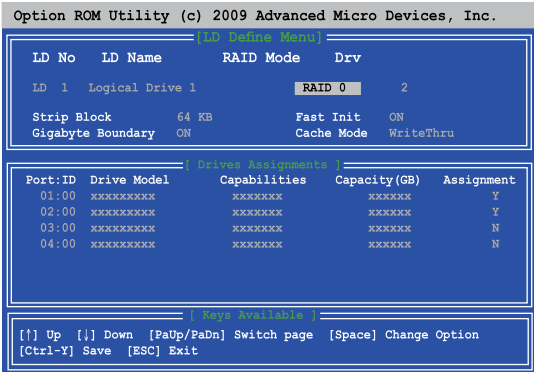 Option ROM Utility (c) 2009 Advanced Micro Devices, Inc.
[LD Define Menu]
LD No LD Name RAID Mode Drv
LD 1 Logical Drive 1 RAID 0 2
Strip Block 64 KB Fast Init ON
Gigabyte Boundary ON Cache Mode WriteThru
[ Drives Assignments ]
Port:ID Drive Model Capabilities Capacity(GB) Assignment
01:00 xxxxxxxxx xxxxxxx xxxxxx Y
02:00 xxxxxxxxx xxxxxxx xxxxxx Y
03:00 xxxxxxxxx xxxxxxx xxxxxx N
04:00 xxxxxxxxx xxxxxxx xxxxxx N
[ Keys Available ]
[↑] Up [↓] Down [PaUp/PaDn] Switch page [Space] Change Option
[Ctrl-Y] Save [ESC] Exit